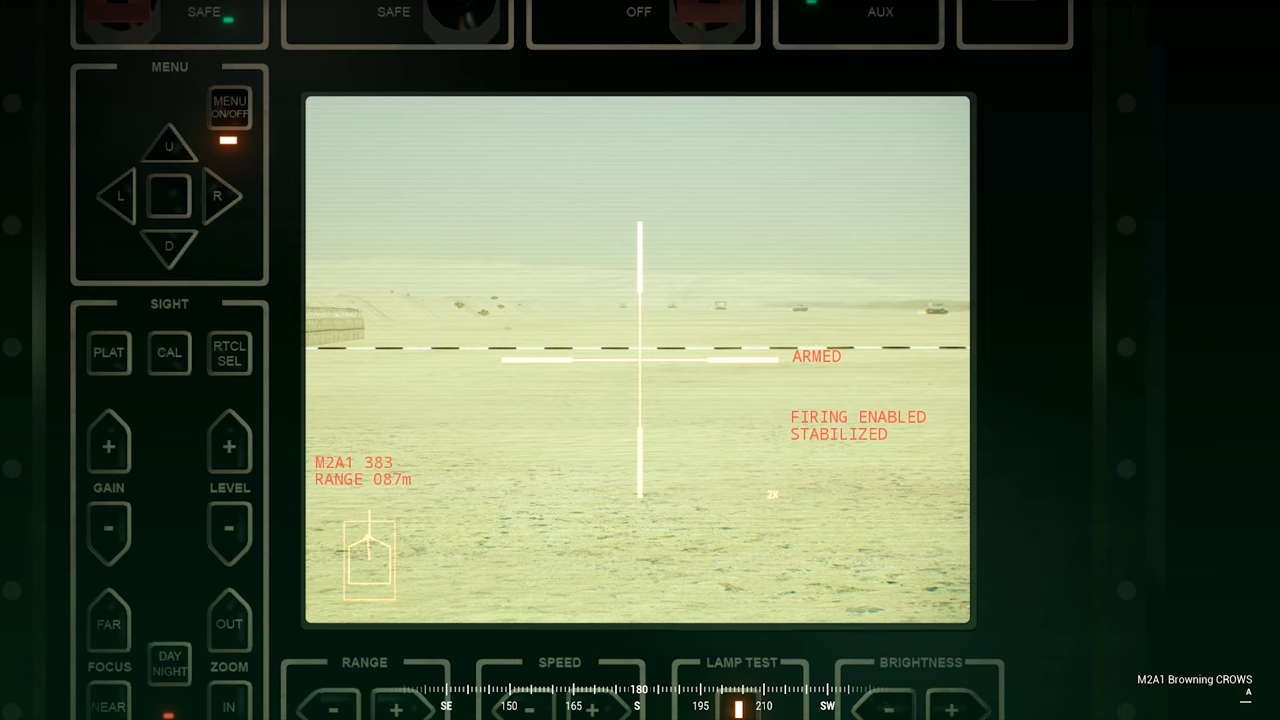 SAFE
SAFE
OFF
AUX
MENU
MENU
ON/OFF
U
L
R
D
SIGHT
PLAT
CAL
RTCL
SEL
+
+
GAIN
LEVEL
-
-
FAR
OUT
DAY
NIGHT
FOCUS
ZOOM
NEAR
IN
ARMED
FIRING ENABLED
STABILIZED
M2A1 383
RANGE 087m
2X
RANGE
SPEED
LAMP TEST
BRIGHTNESS
-
+
-
+
-
+
180
SE
150
165
S
195
210
SW
M2A1 Browning CROWS
A